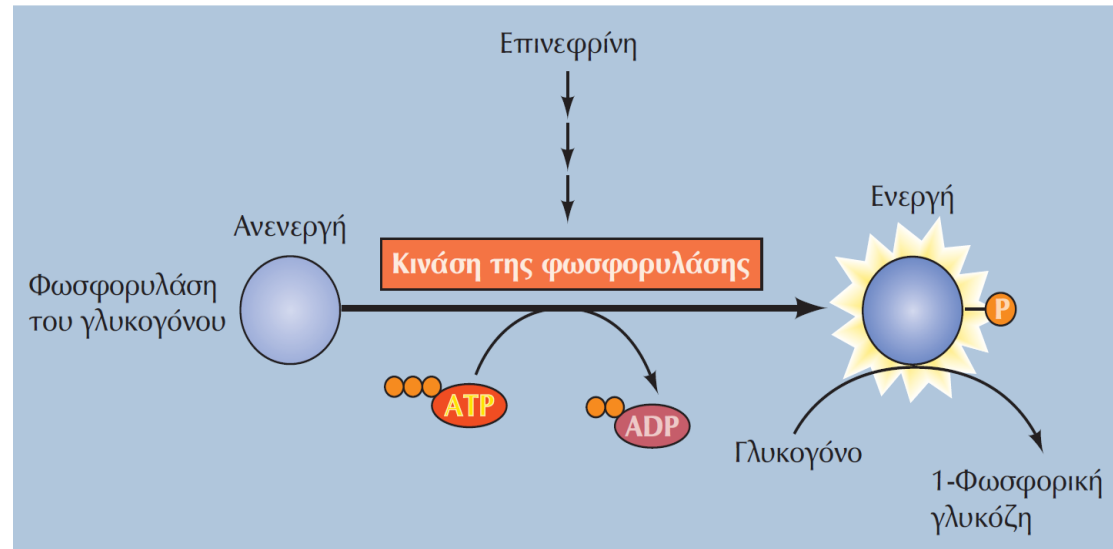 Επινεφρίνη
Ανενεργή
Ενεργή
Κινάση της φωσφορυλάσης
Φωσφορυλάση
του γλυκογόνου
P
ATP
ADP
Γλυκογόνο
1-Φωσφορική
γλυκόζη